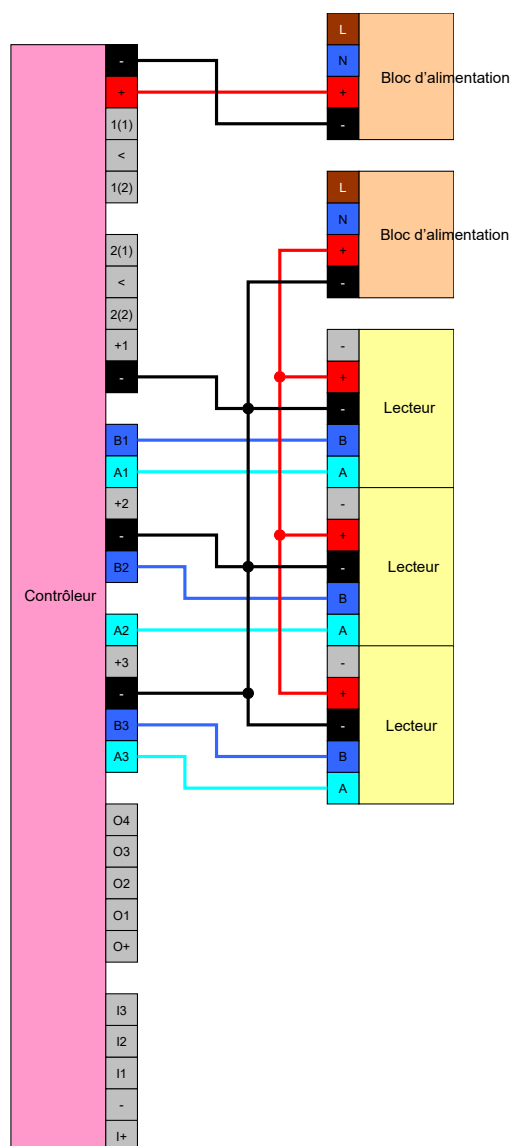 Contrôleur
-
+
1(1)
<
1(2)
2(1)
<
2(2)
+1
-
B1
A1
+2
-
B2
A2
+3
-
B3
A3
O4
O3
O2
O1
O+
I3
I2
I1
-
I+
L
N
+
-
Bloc d’alimentation
L
N
+
-
Bloc d’alimentation
-
+
-
B
A
Lecteur
-
+
-
B
A
Lecteur
-
+
-
B
A
Lecteur